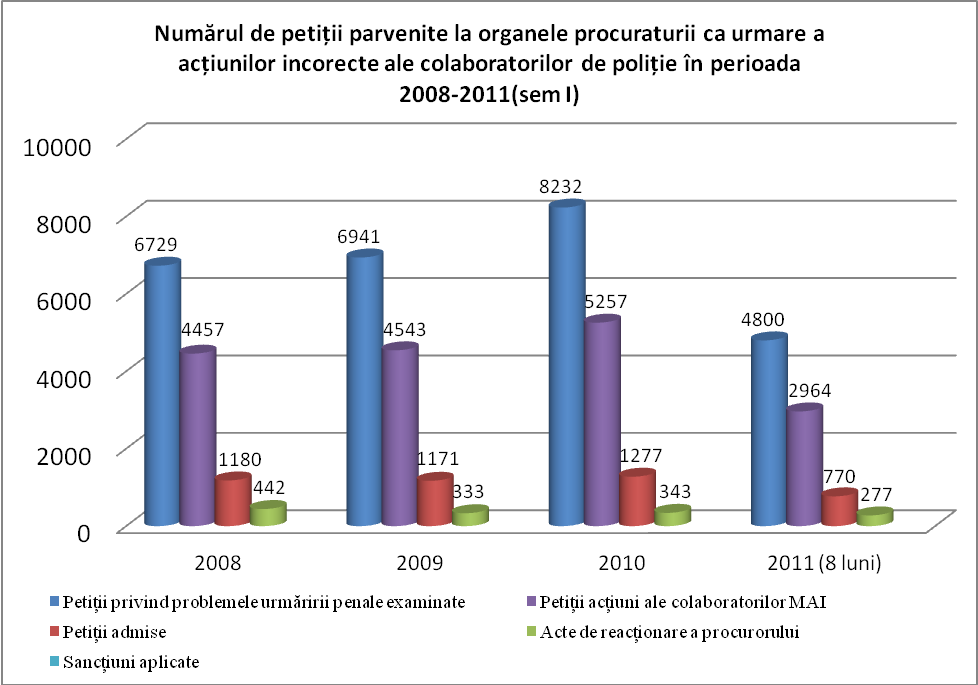 Numărul de petiții parvenite la organele procuraturii ca urmare a
acțiunilor incorecte ale colaboratorilor de poliție în perioada
2008-2011(sem I)
10000
8000
6000
4000
2000
0
6729
4457
1180
442
6941
4543
1171
333
8232
5257
1277
343
4800
2964
770
277
2008
2009
2010
2011 (8 luni)
Petiții privind problemele urmăririi penale examinate
Petiții acțiuni ale colaboratorilor MAI
Petiții admise
Acte de reacționare a procurorului
Sancțiuni aplicate